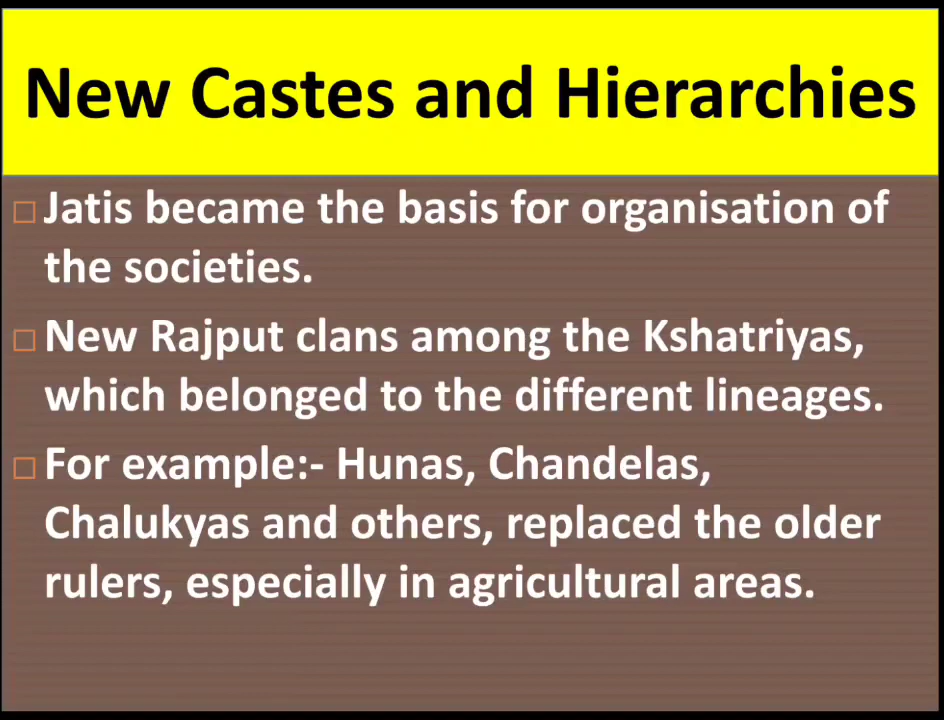 New Castes and Hierarchies
Jatis became the basis for organisation of
the societies.
New Rajput clans among the Kshatriyas,
which belonged to the different lineages.
For example:- Hunas, Chandelas,
Chalukyas and others, replaced the older
rulers, especially in agricultural areas.